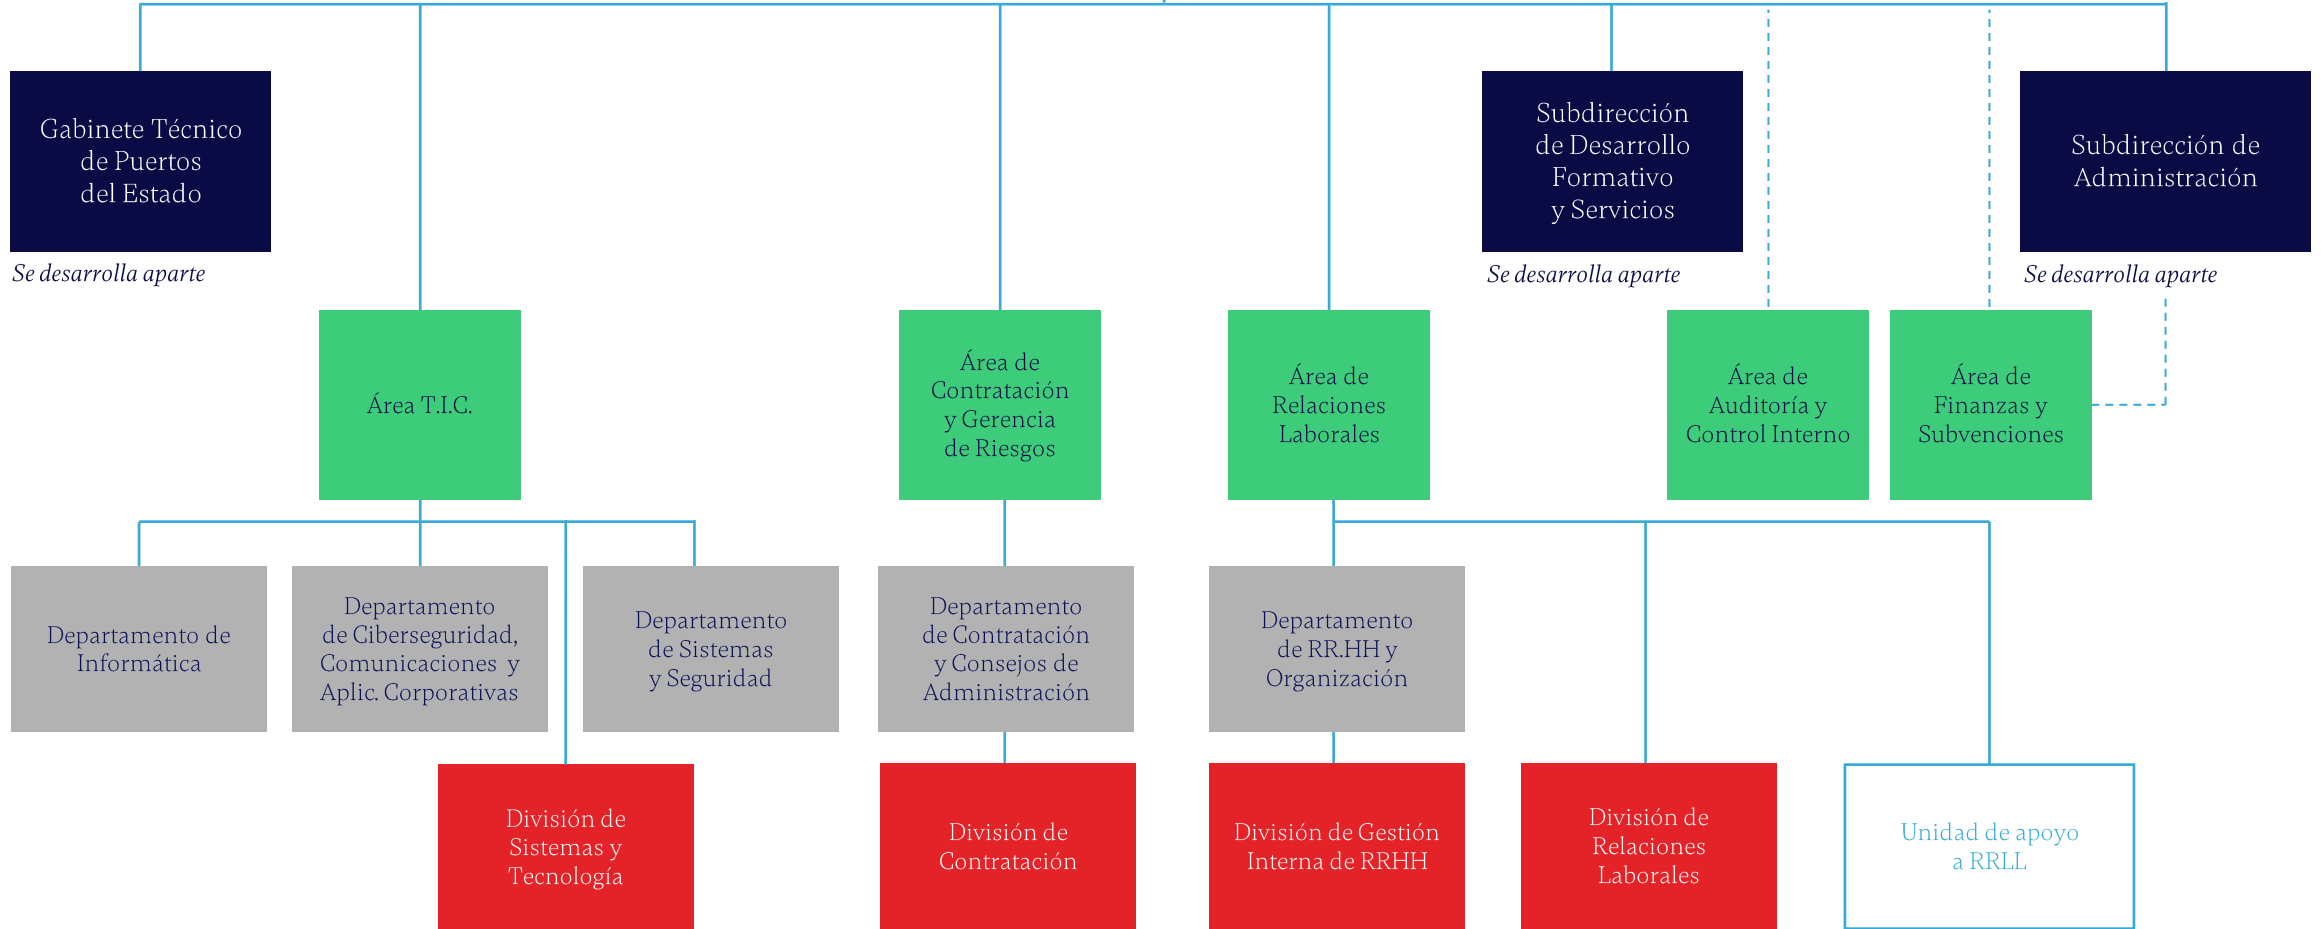 Gabinete Técnico
de Puertos
del Estado
Se desarrolla aparte
Subdirección
de Desarrollo
Formativo
y Servicios
Se desarrolla aparte
Subdirección de
Administración
Se desarrolla aparte
Área T.I.C.
Área de
Contratación
y Gerencia
de Riesgos
Área de
Relaciones
Laborales
Área de
Auditoría y
Control Interno
Área de
Finanzas y
Subvenciones
Departamento de
Informática
Departamento
de Ciberseguridad,
Comunicaciones y
Aplic. Corporativas
Departamento
de Sistemas
y Seguridad
Departamento
de Contratación
y Consejos de
Administración
Departamento
de RR.HH y
Organización
División de
Sistemas y
Tecnología
División de
Contratación
División de Gestión
Interna de RRHH
División de
Relaciones
Laborales
Unidad de apoyo
a RRLL